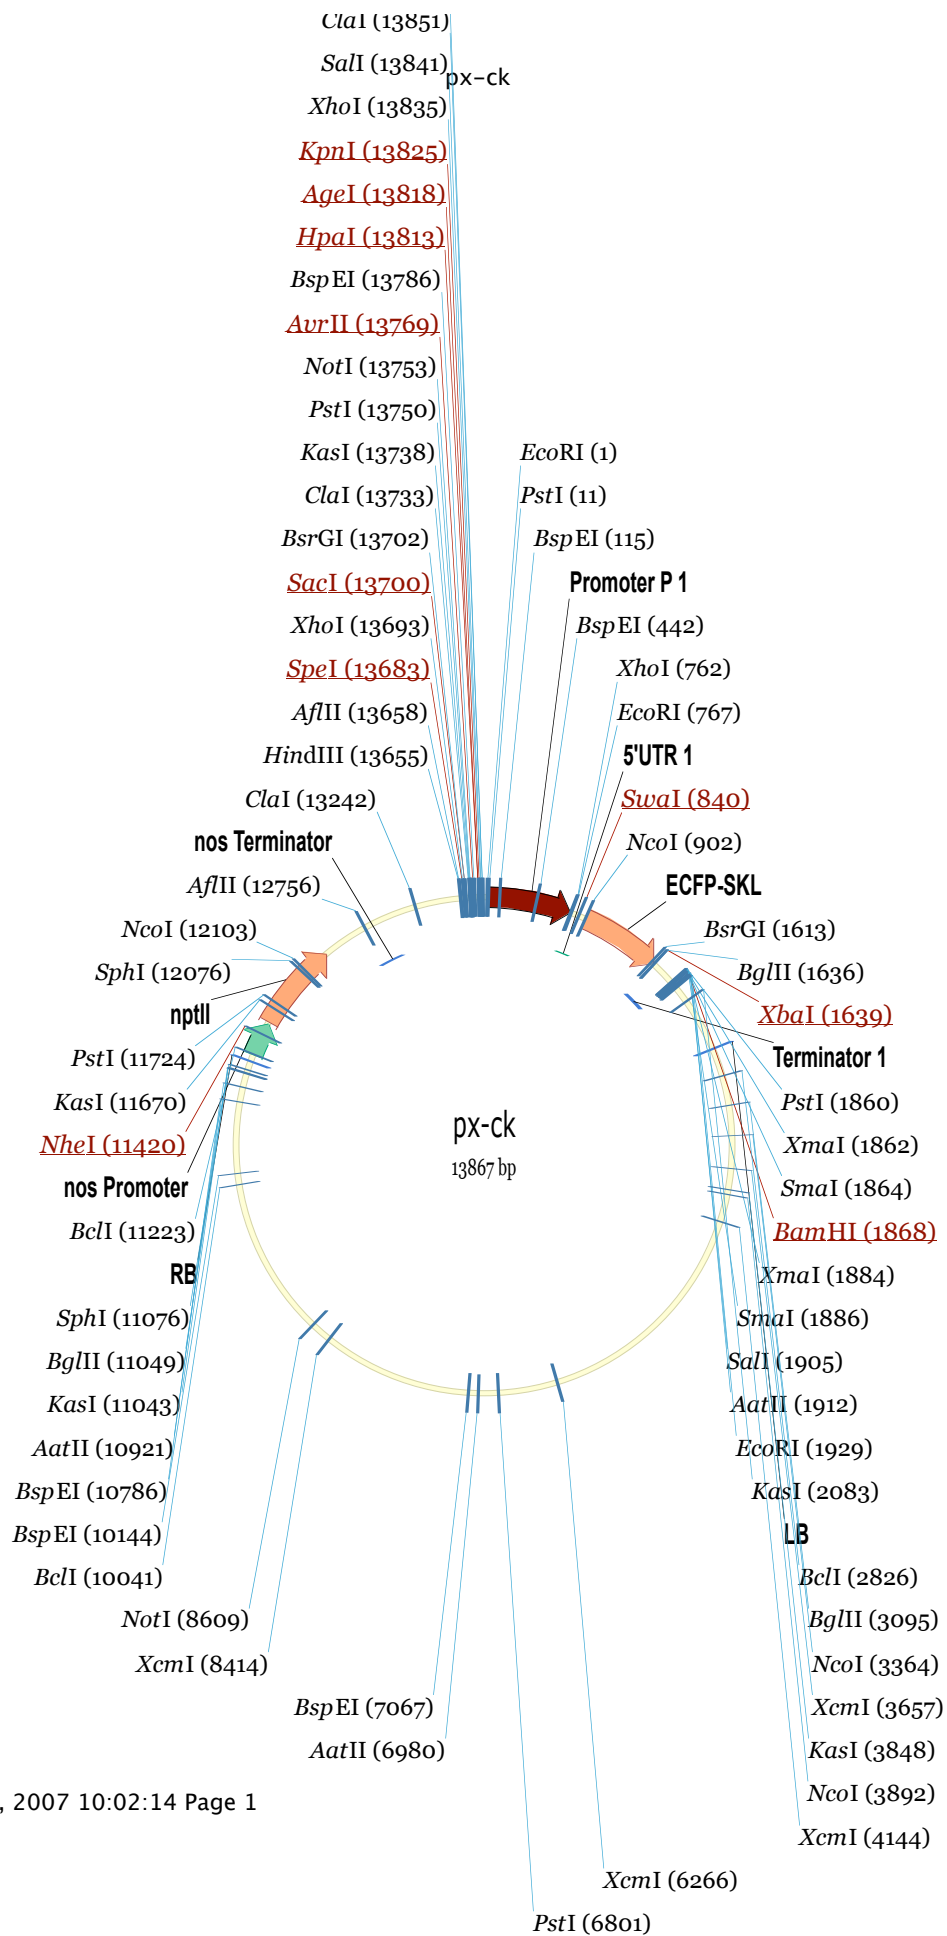 ClaI (13851)
SalI (13841)
px-ck
XhoI (13835)
KpnI (13825)
AgeI (13818)
HpaI (13813)
BspEI (13786)
AvrII (13769)
NotI (13753)
PstI (13750)
KasI (13738)
ClaI (13733)
BsrGI (13702)
SacI (13700)
XhoI (13693)
SpeI (13683)
AflII (13658)
HindIII (13655)
ClaI (13242)
nos Terminator
AflII (12756)
NcoI (12103)
SphI (12076)
nptII
PstI (11724)
KasI (11670)
NheI (11420)
nos Promoter
BclI (11223)
RB
SphI (11076)
BglII (11049)
KasI (11043)
AatII (10921)
BspEI (10786)
BspEI (10144)
BclI (10041)
NotI (8609)
XcmI (8414)
BspEI (7067)
AatII (6980)
EcoRI (1)
PstI (11)
BspEI (115)
Promoter P 1
BspEI (442)
XhoI (762)
EcoRI (767)
5'UTR 1
SwaI (840)
NcoI (902)
ECFP-SKL
BsrGI (1613)
BglII (1636)
XbaI (1639)
Terminator 1
PstI (1860)
XmaI (1862)
SmaI (1864)
BamHI (1868)
XmaI (1884)
SmaI (1886)
SalI (1905)
AatII (1912)
EcoRI (1929)
KasI (2083)
LB
BclI (2826)
BglII (3095)
NcoI (3364)
XcmI (3657)
KasI (3848)
NcoI (3892)
XcmI (4144)
XcmI (6266)
PstI (6801)
px-ck
13867 bp
, 2007 10:02:14 Page 1